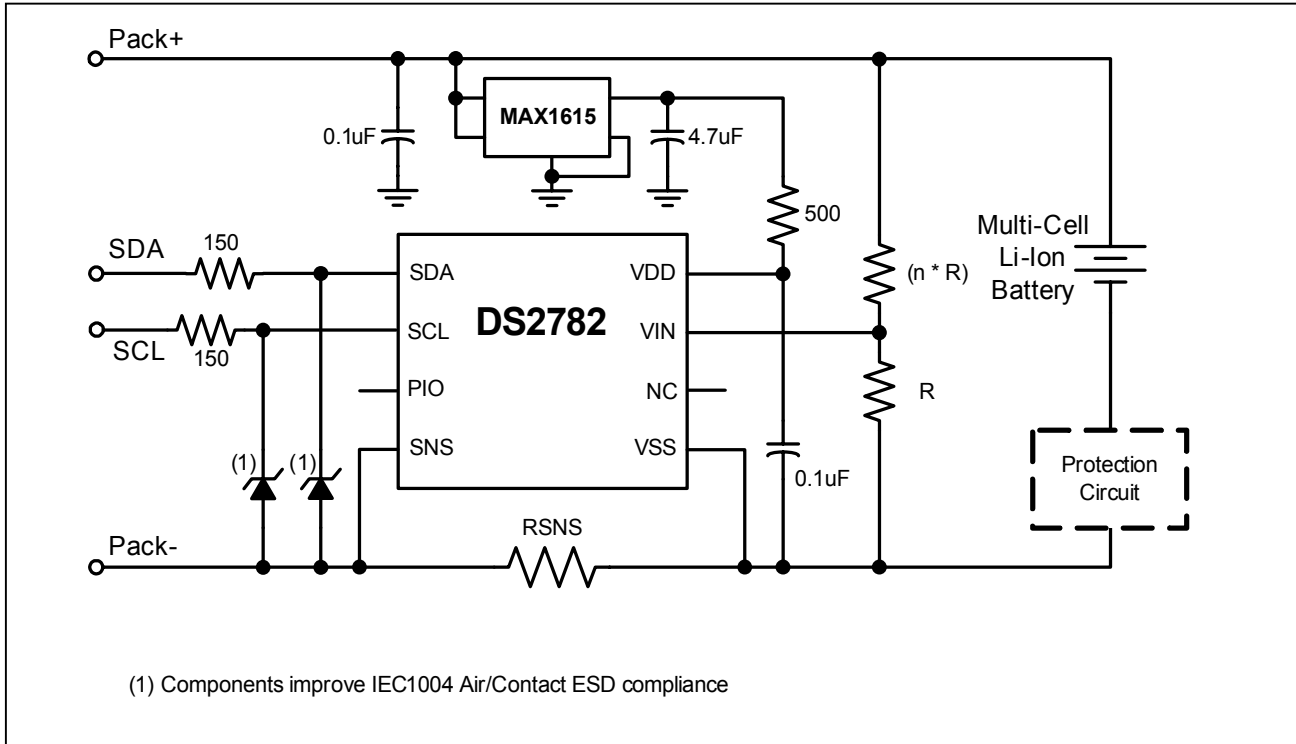 Pack+
MAX1615
0.1uF
4.7uF
500
SDA
150
SDA
VDD
(n * R)
Multi-Cell
Li-Ion
Battery
DS2782
SCL
150
SCL
VIN
PIO
NC
R
SNS
VSS
(1)
(1)
0.1uF
Protection
Circuit
RSNS
Pack-
(1) Components improve IEC1004 Air/Contact ESD compliance